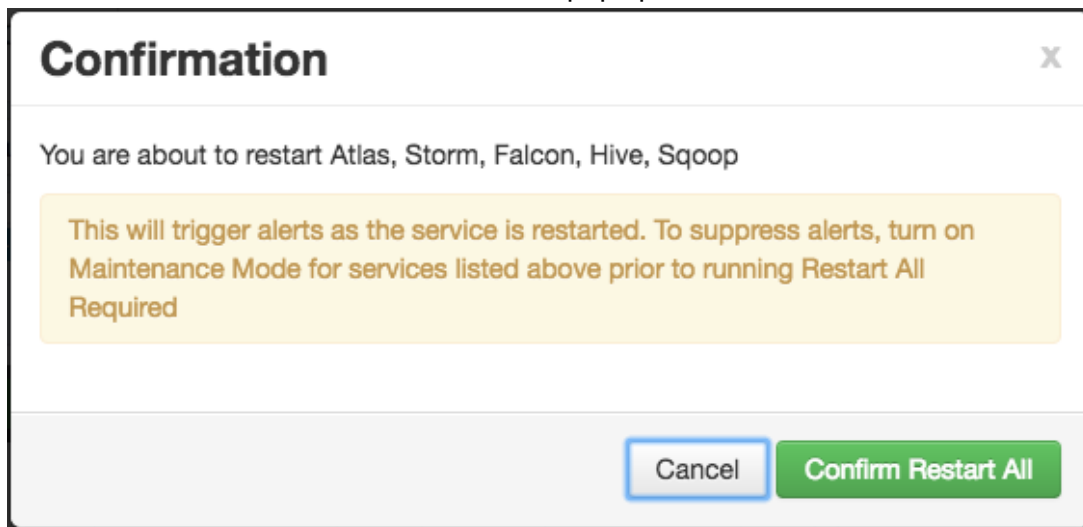 Confirmation
x
You are about to restart Atlas, Storm, Falcon, Hive, Sqoop
This will trigger alerts as the service is restarted. To suppress alerts, turn on
Maintenance Mode for services listed above prior to running Restart All
Required
Cancel
Confirm Restart All